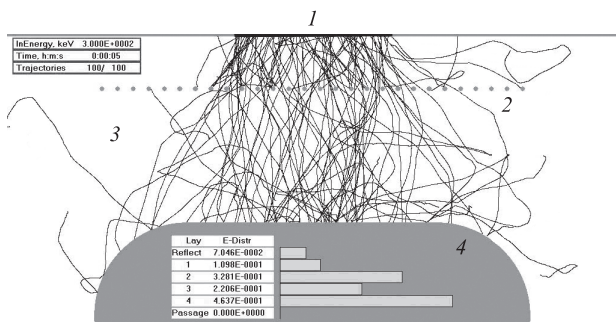 1
InEnergy, keV 3.000E+0002
Time, h:m:s 0:00:05
Trajectories 100/ 100
2
3
4
Lay E-Distr
Reflect 7.046E-0002
1 1.098E-0001
2 3.281E-0001
3 2.206E-0001
4 4.637E-0001
Passage 0.000E+0000